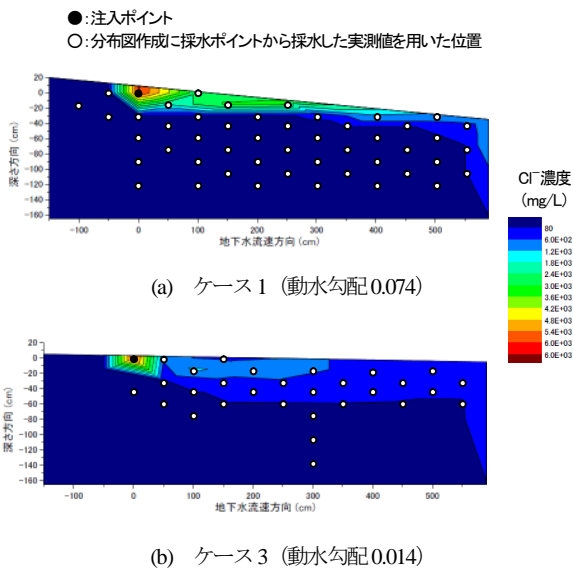 ●:注入ポイント
○:分布図作成に採水ポイントから採水した実測値を用いた位置
20
0
-20
-40
-60
-80
-100
-120
-140
-160
深さ方向 (cm)
-100 0 100 200 300 400 500
地下水流速方向 (cm)
(a) ケース1 (動水勾配0.074)
Cl⁻濃度
(mg/L)
80
6.0E+02
1.2E+03
1.8E+03
2.4E+03
3.0E+03
3.6E+03
4.2E+03
4.8E+03
5.4E+03
6.0E+03
6.0E+03
20
0
-20
-40
-60
-80
-100
-120
-140
-160
深さ方向 (cm)
-100 0 100 200 300 400 500
地下水流速方向 (cm)
(b) ケース3 (動水勾配0.014)